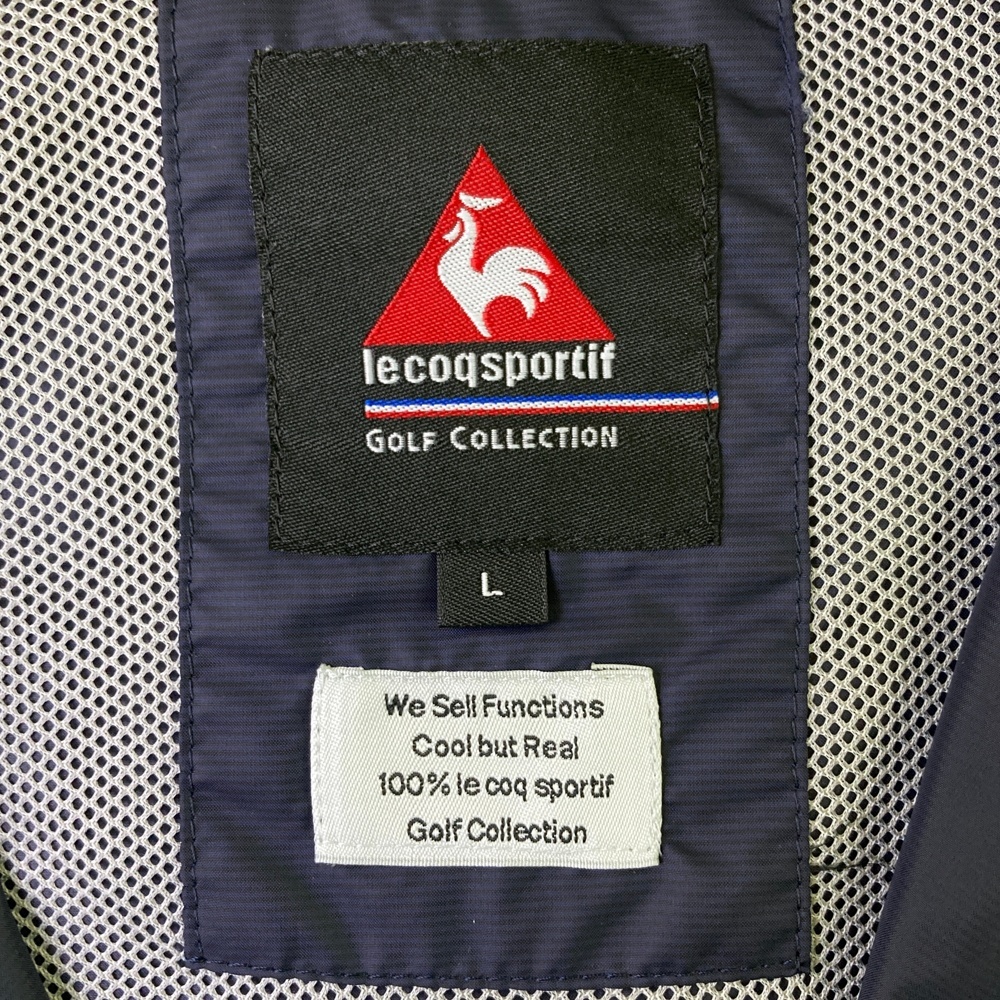 lecoqsportif
GOLF COLLECTION
L
We Sell Functions
Cool but Real
100% le coq sportif
Golf Collection